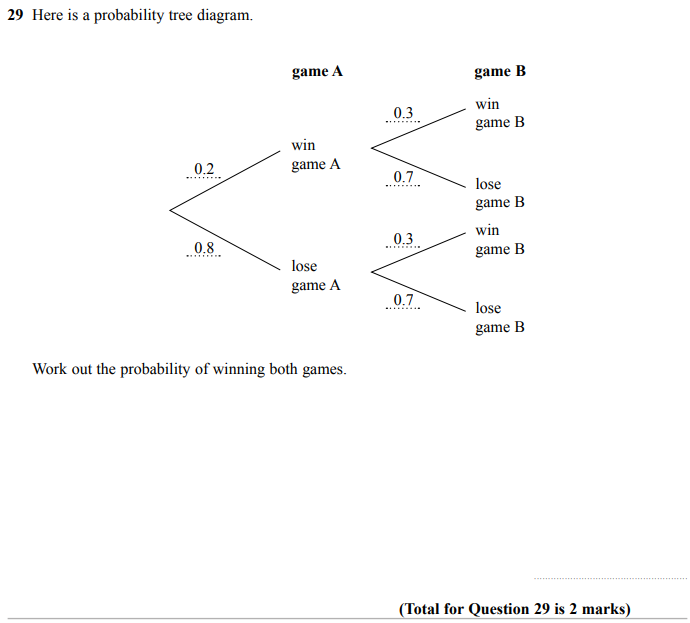 29 Here is a probability tree diagram.
game A game B
0.3 win
game B
win
game A
0.2
0.7 lose
game B
win
game B
0.3
0.8
lose
game A
0.7 lose
game B
Work out the probability of winning both games.
(Total for Question 29 is 2 marks)